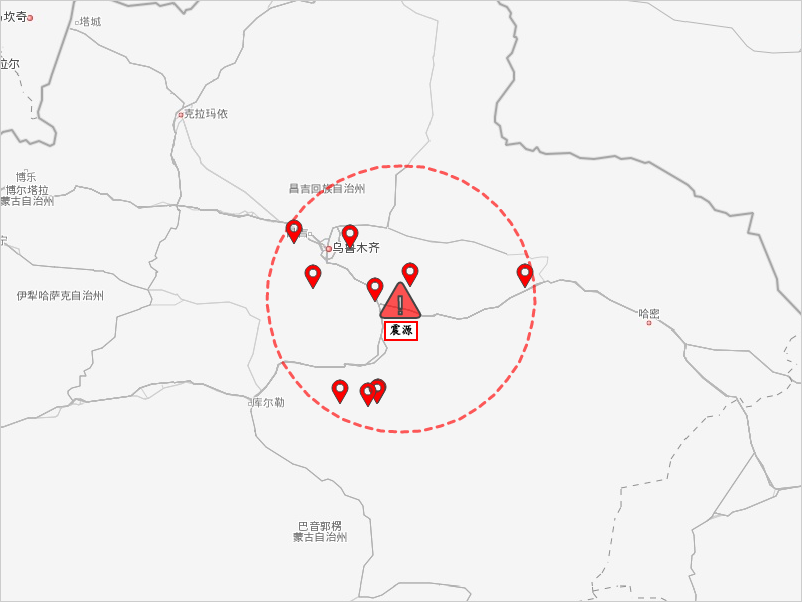 坎奇
塔城
拉尔
克拉玛依
博乐
博尔塔拉
蒙古自治州
昌吉回族自治州
昌吉
乌鲁木齐
伊犁哈萨克自治州
哈密
震源
库尔勒
巴音郭楞
蒙古自治州